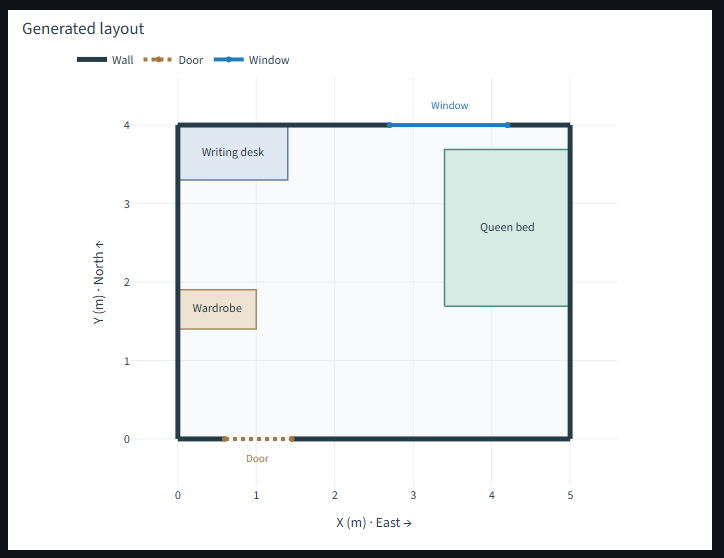 Generated layout
Wall Door Window
Window
4
Writing desk
3
Queen bed
Y (m) · North →
2
Wardrobe
1
0
Door
0 1 2 3 4 5
X (m) · East →